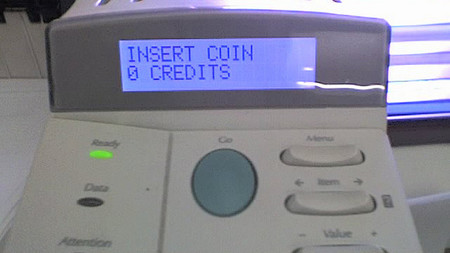 INSERT COIN
0 CREDITS
Ready
Go
Menu
← Item →
Data
- Value +
Attention